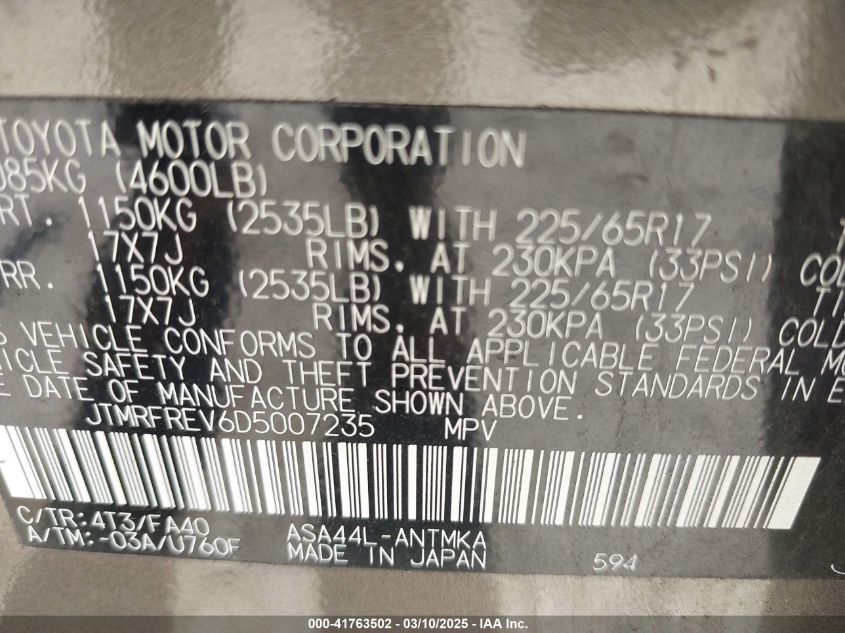 TOYOTA MOTOR CORPORATION
085KG (4600LB)
RT. 1150KG (2535LB) WITH 225/65R17
17X7J RIMS, AT 230KPA (33PSI) COLD
RR. 1150KG (2535LB) WITH 225/65R17
17X7J RIMS, AT 230KPA (33PSI) COLD
S VEHICLE CONFORMS TO ALL APPLICABLE FEDERAL MO
ICLE SAFETY AND THEFT PREVENTION STANDARDS IN E
E DATE OF MANUFACTURE SHOWN ABOVE.
JTMRFREV6D5007235 MPV
C/TR:4T3/FA40 ASA44L-ANTMKA
A/TM:-03A/U760F MADE IN JAPAN 594
000-41763502 - 03/10/2025 - IAA Inc.